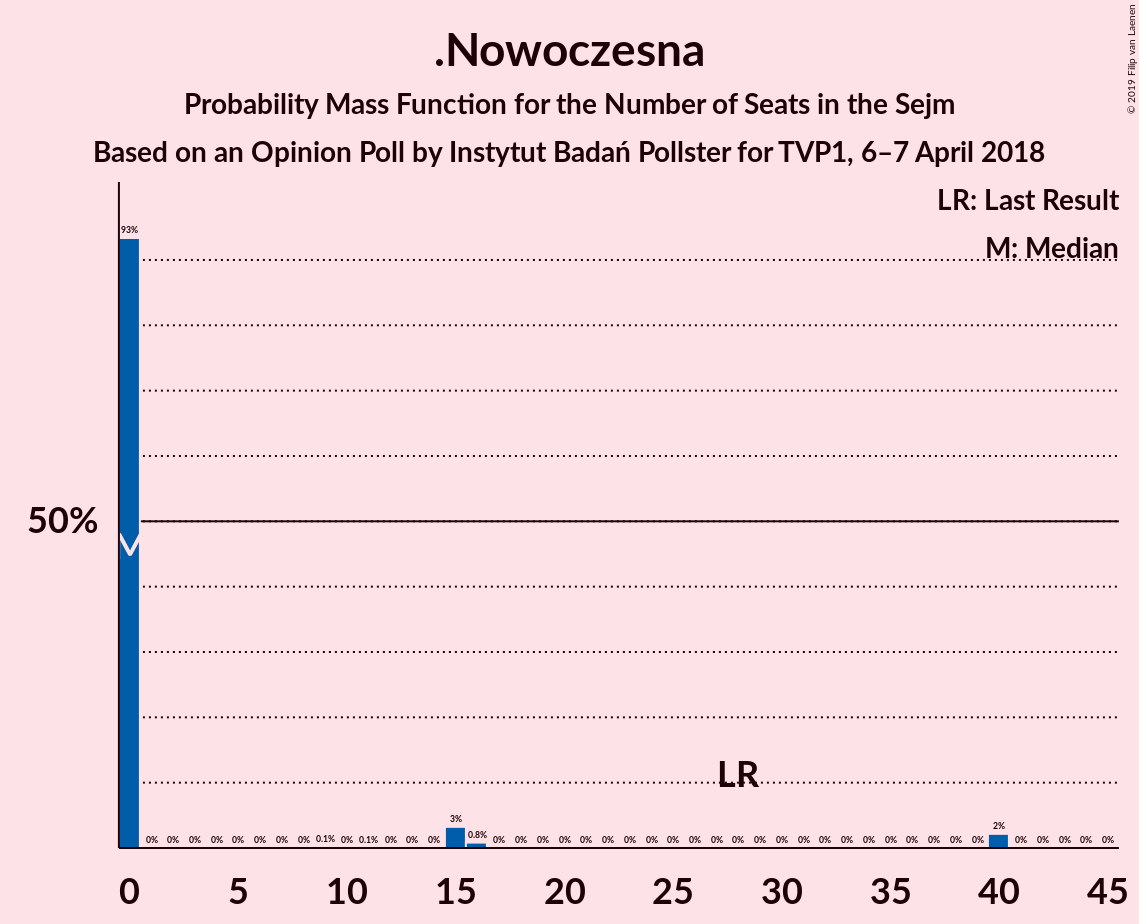 .Nowoczesna
Probability Mass Function for the Number of Seats in the Sejm
Based on an Opinion Poll by Instytut Badań Pollster for TVP1, 6–7 April 2018
© 2019 Filip van Laenen
LR: Last Result
M: Median
50%
93% 0% 0% 0% 0% 0% 0% 0% 0% 0.1% 0% 0.1% 0% 0% 0% 3% 0.8% 0% 0% 0% 0% 0% 0% 0% 0% 0% 0% 0% 0% 0% 0% 0% 0% 0% 0% 0% 0% 0% 0% 0% 2% 0% 0% 0% 0% 0%
LR
0 5 10 15 20 25 30 35 40 45